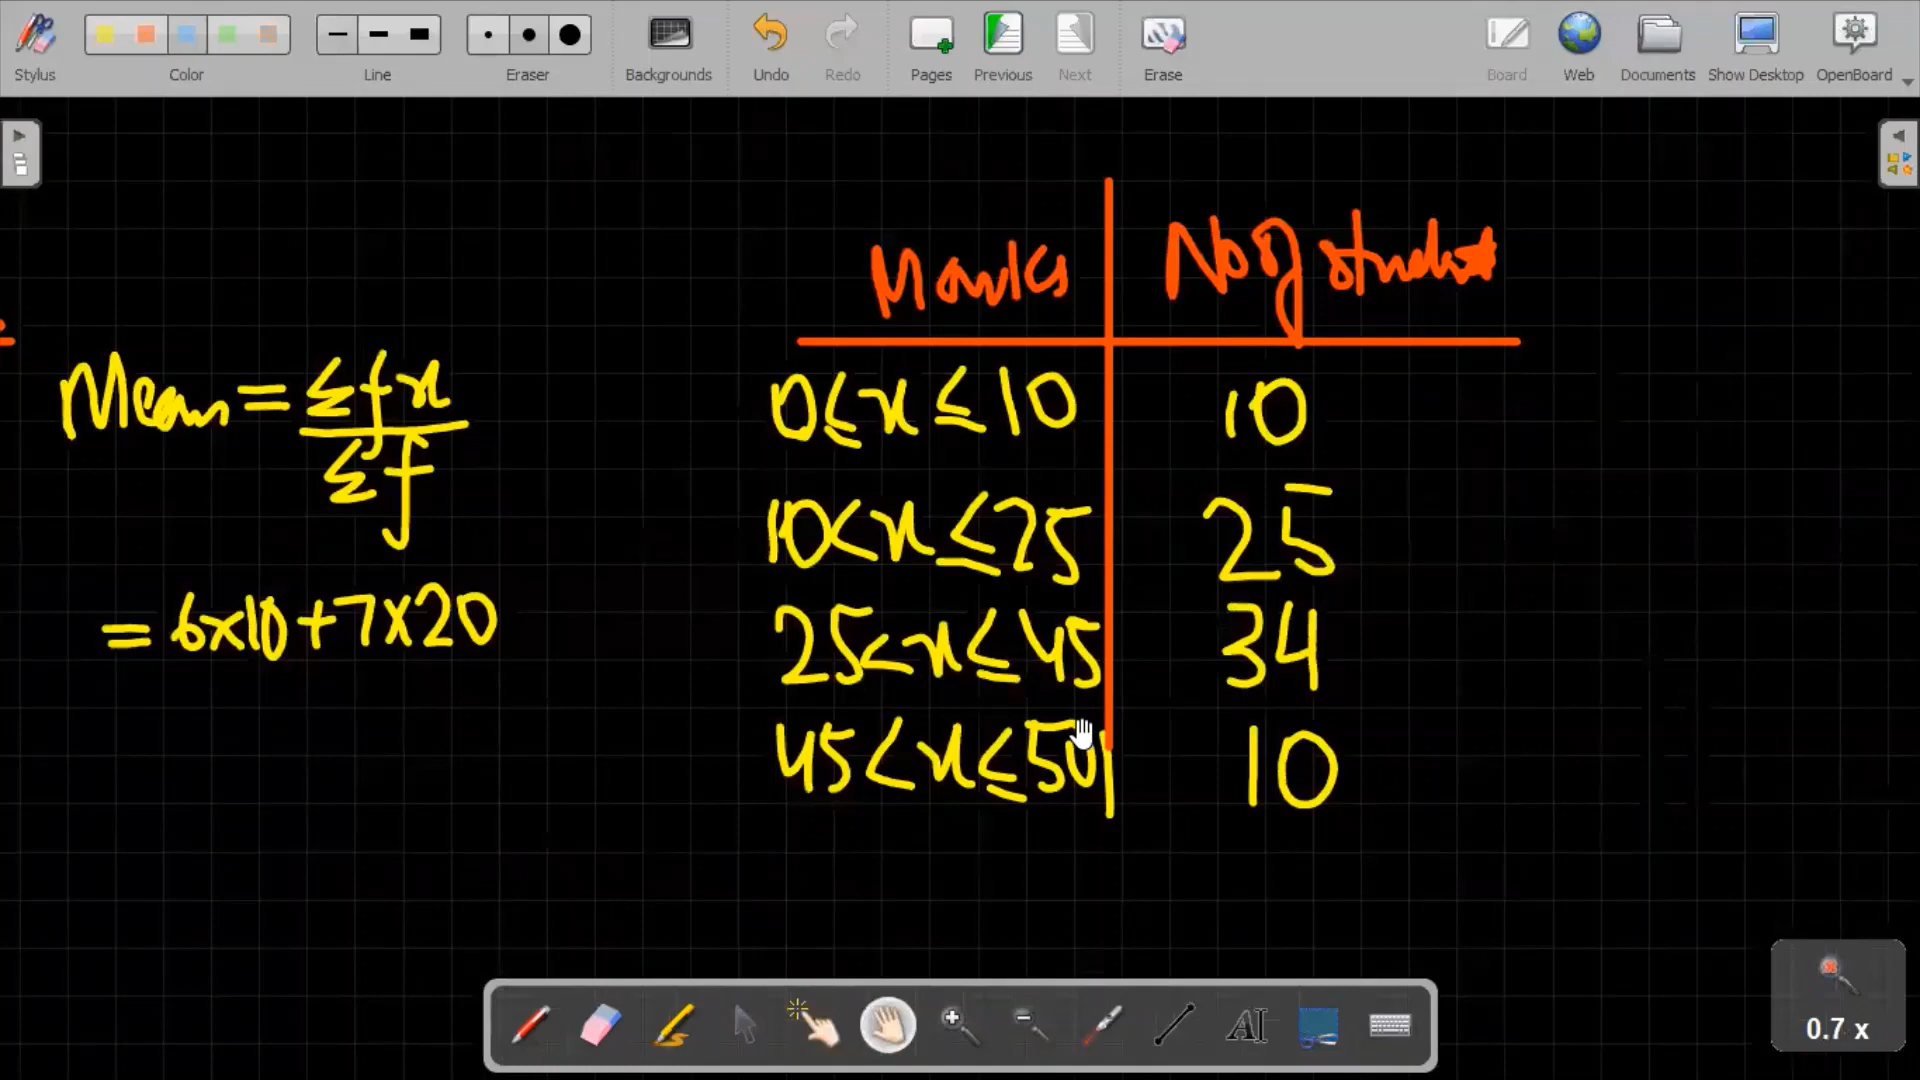 Stylus Color Line Eraser Backgrounds Undo Redo Pages Previous Next Erase Board Web Documents Show Desktop OpenBoard
Marks No of student
Mean = Σfx / Σf
0≤x≤10 10
10<x≤25 25
= 6x10+7x20
25<x≤45 34
45<x≤50 10
AI
0.7 x